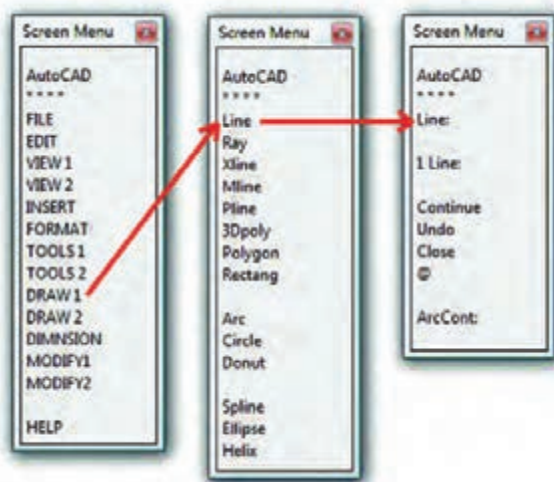 Screen Menu
AutoCAD
* * * *
FILE
EDIT
VIEW 1
VIEW 2
INSERT
FORMAT
TOOLS 1
TOOLS 2
DRAW 1
DRAW 2
DIMNSION
MODIFY1
MODIFY2
HELP
Screen Menu
AutoCAD
* * * *
Line
Ray
Xline
Mline
Pline
3Dpoly
Polygon
Rectang
Arc
Circle
Donut
Spline
Ellipse
Helix
Screen Menu
AutoCAD
* * * *
Line:
1 Line:
Continue
Undo
Close
@
ArcCont: